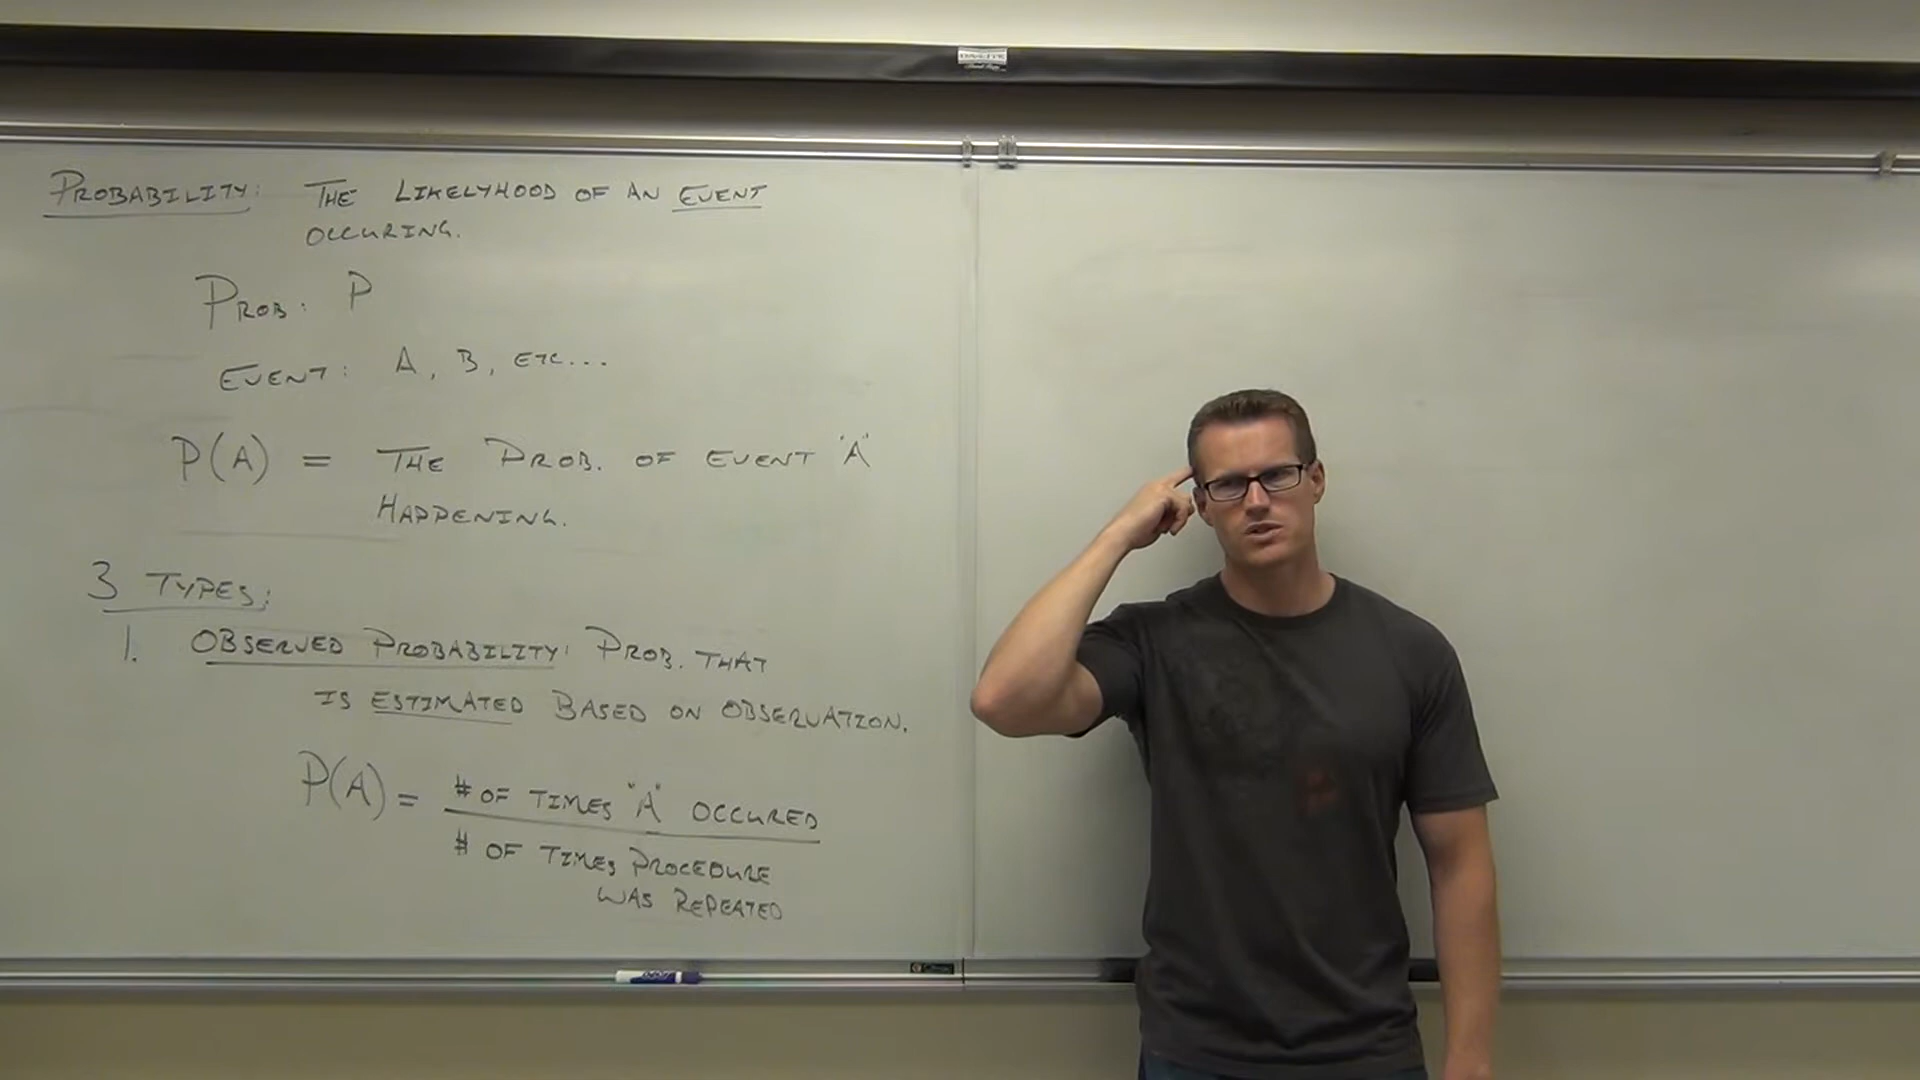 PROBABILITY: THE LIKELYHOOD OF AN EVENT
OCCURING.
PROB: P
EVENT: A, B, ETC...
P(A) = THE PROB. OF EVENT "A"
HAPPENING.
3 TYPES:
1. OBSERVED PROBABILITY: PROB. THAT
IS ESTIMATED BASED ON OBSERVATION.
P(A) = # OF TIMES "A" OCCURED
# OF TIMES PROCEDURE
WAS REPEATED
EXPO